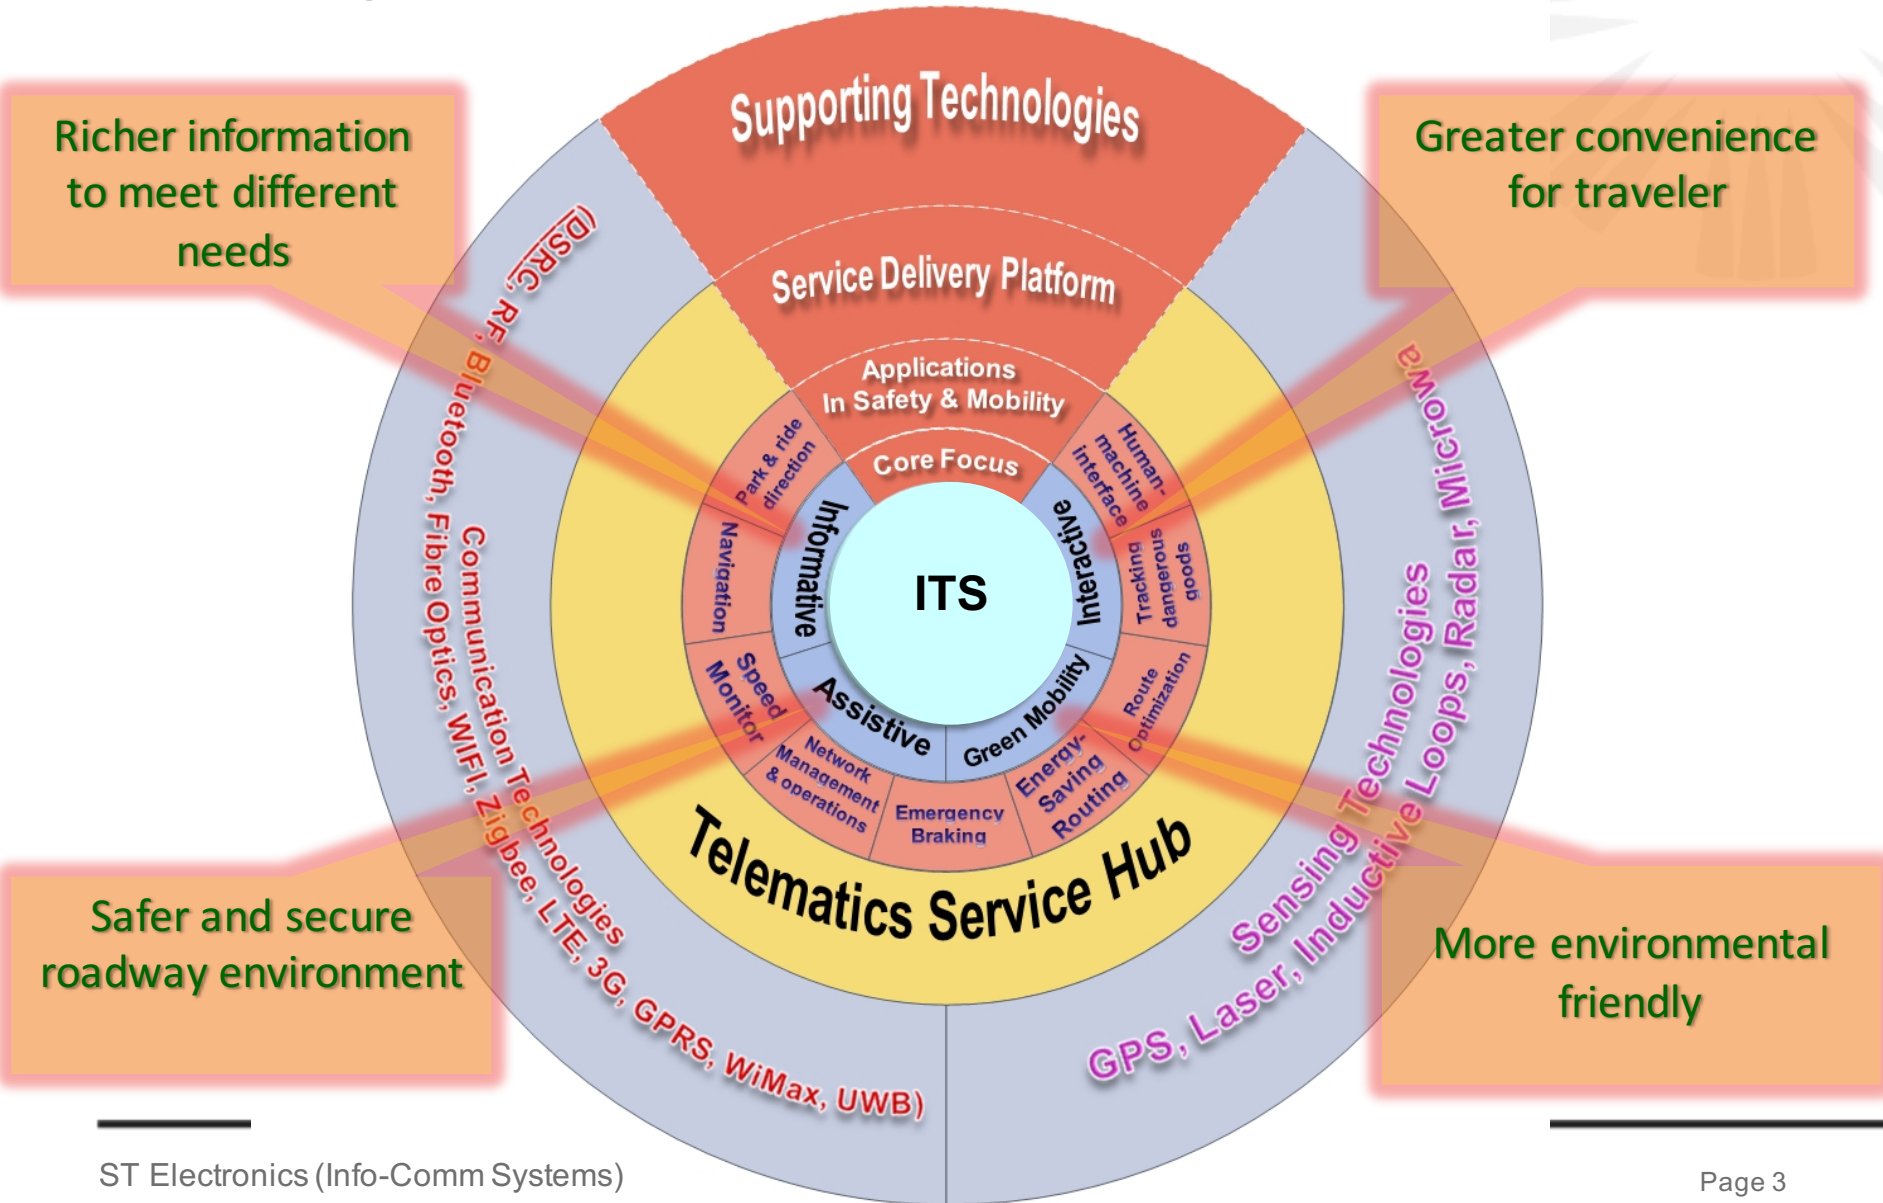 Supporting Technologies
Service Delivery Platform
Applications
In Safety & Mobility
Core Focus
ITS
Richer information
to meet different
needs
Greater convenience
for traveler
Safer and secure
roadway environment
More environmental
friendly
Informative
Interactive
Assistive
Green Mobility
Park & ride
direction
Navigation
Speed
Monitor
Network
Management
& operations
Emergency
Braking
Energy-
Saving
Routing
Route
Optimization
Tracking
dangerous
goods
Human-
machine
interface
Telematics Service Hub
Communication Technologies
(DSRC, RF, Bluetooth, Fibre Optics, WIFI, Zigbee, LTE, 3G, GPRS, WiMax, UWB)
Sensing Technologies
GPS, Laser, Inductive Loops, Radar, Microwa
ST Electronics (Info-Comm Systems)
Page 3